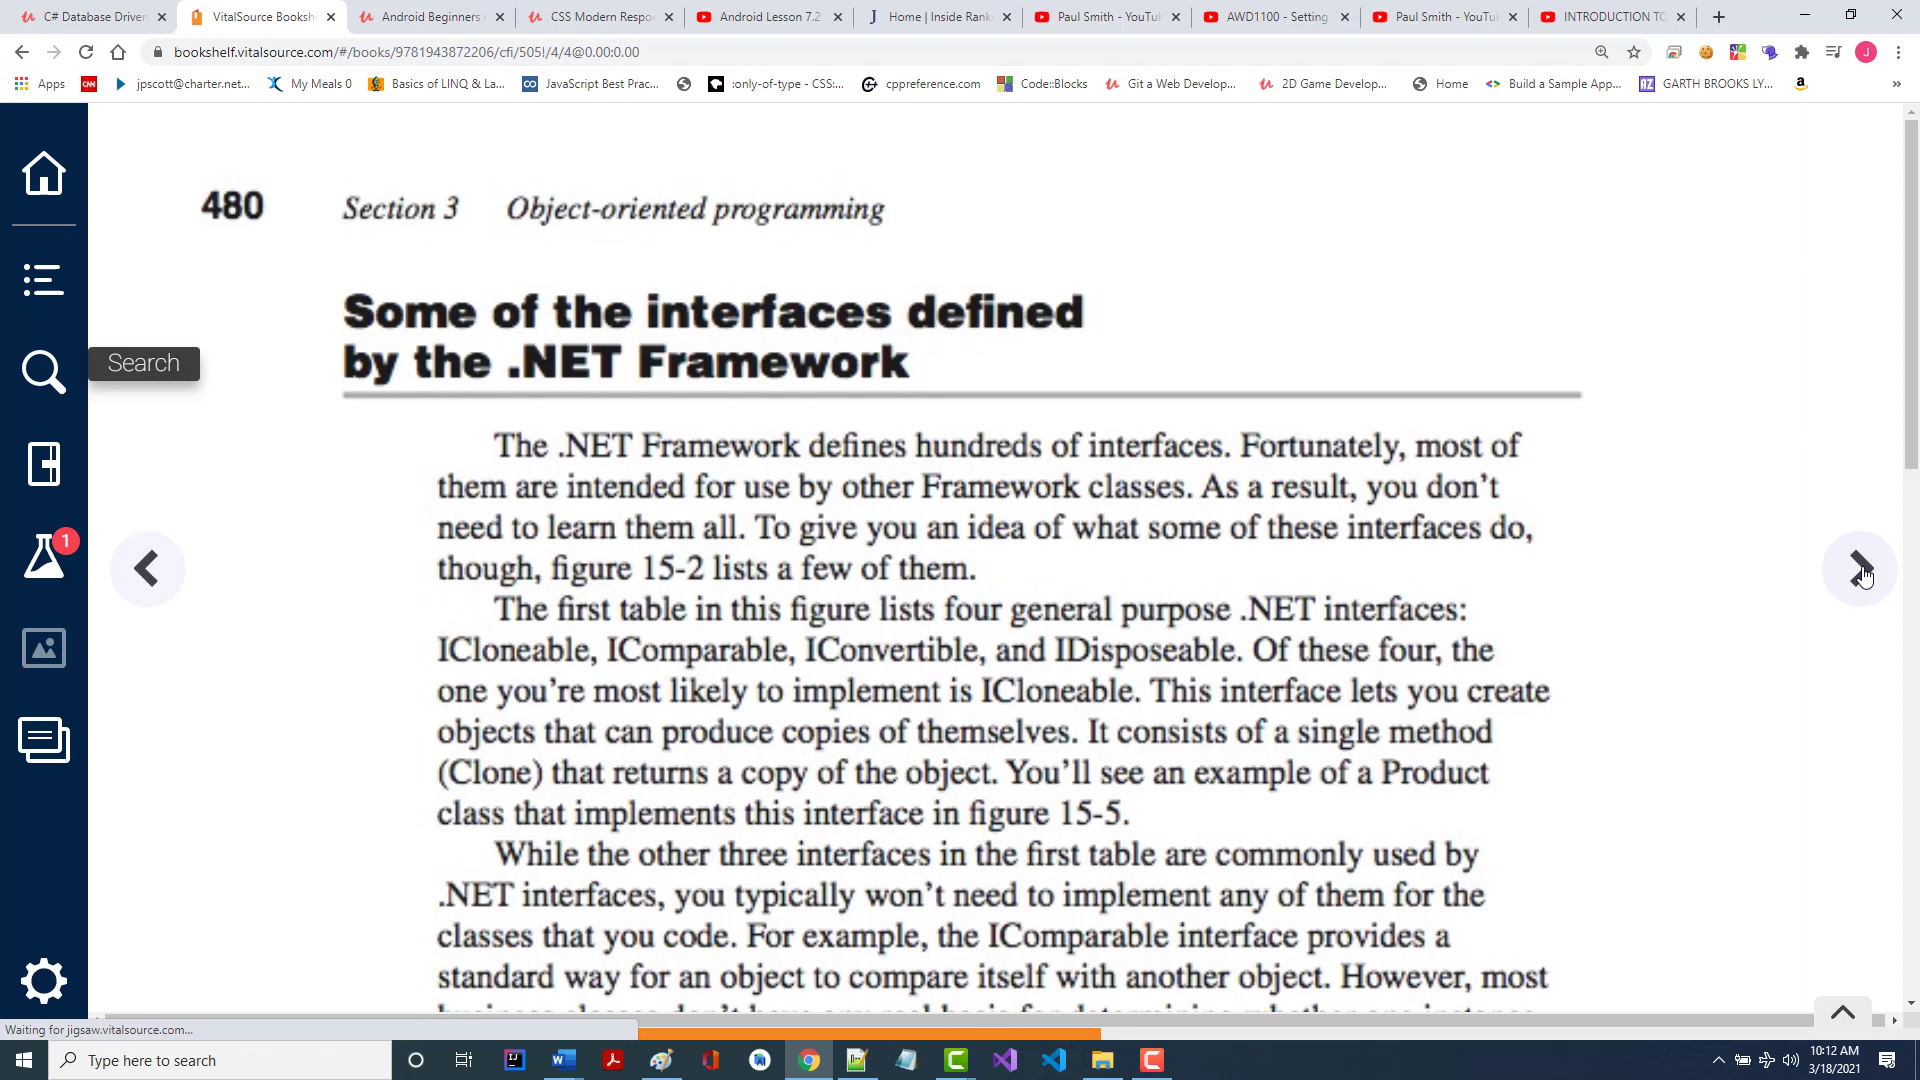 C# Database Driven
VitalSource Booksh
Android Beginners
CSS Modern Respo
Android Lesson 7.2
Home | Inside Rank
Paul Smith - YouTu
AWD1100 - Setting
Paul Smith - YouTu
INTRODUCTION TO
bookshelf.vitalsource.com/#/books/9781943872206/cfi/505!/4/4@0.00:0.00
J
Apps
CNN
jpscott@charter.net...
My Meals 0
Basics of LINQ & La...
JavaScript Best Prac...
:only-of-type - CSS:...
cppreference.com
Code::Blocks
Git a Web Develop...
2D Game Develop...
Home
Build a Sample App...
GARTH BROOKS LY...
480 Section 3 Object-oriented programming
Some of the interfaces defined
by the .NET Framework
Search
1
The .NET Framework defines hundreds of interfaces. Fortunately, most of
them are intended for use by other Framework classes. As a result, you don't
need to learn them all. To give you an idea of what some of these interfaces do,
though, figure 15-2 lists a few of them.
The first table in this figure lists four general purpose .NET interfaces:
ICloneable, IComparable, IConvertible, and IDisposeable. Of these four, the
one you're most likely to implement is ICloneable. This interface lets you create
objects that can produce copies of themselves. It consists of a single method
(Clone) that returns a copy of the object. You'll see an example of a Product
class that implements this interface in figure 15-5.
While the other three interfaces in the first table are commonly used by
.NET interfaces, you typically won't need to implement any of them for the
classes that you code. For example, the IComparable interface provides a
standard way for an object to compare itself with another object. However, most
Waiting for jigsaw.vitalsource.com...
Type here to search
10:12 AM
3/18/2021